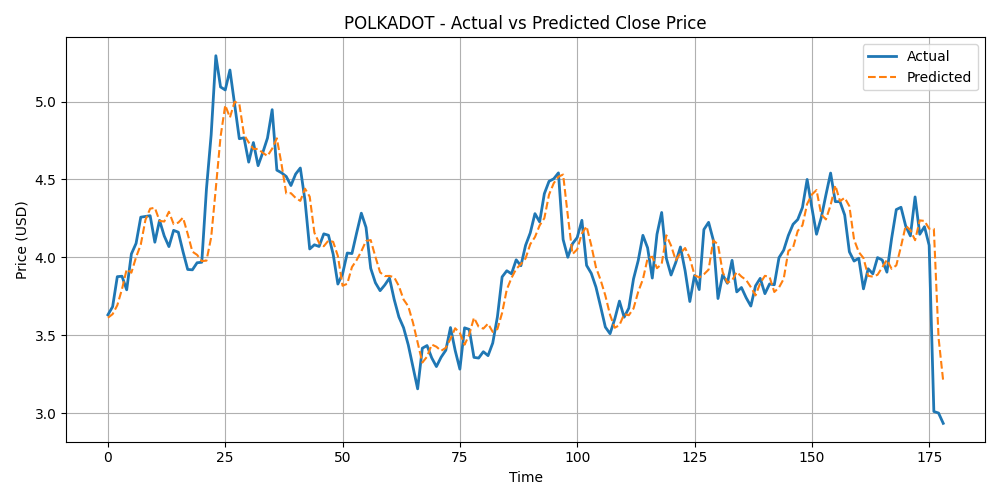 POLKADOT - Actual vs Predicted Close Price
Actual
Predicted
Price (USD)
5.0
4.5
4.0
3.5
3.0
0 25 50 75 100 125 150 175
Time